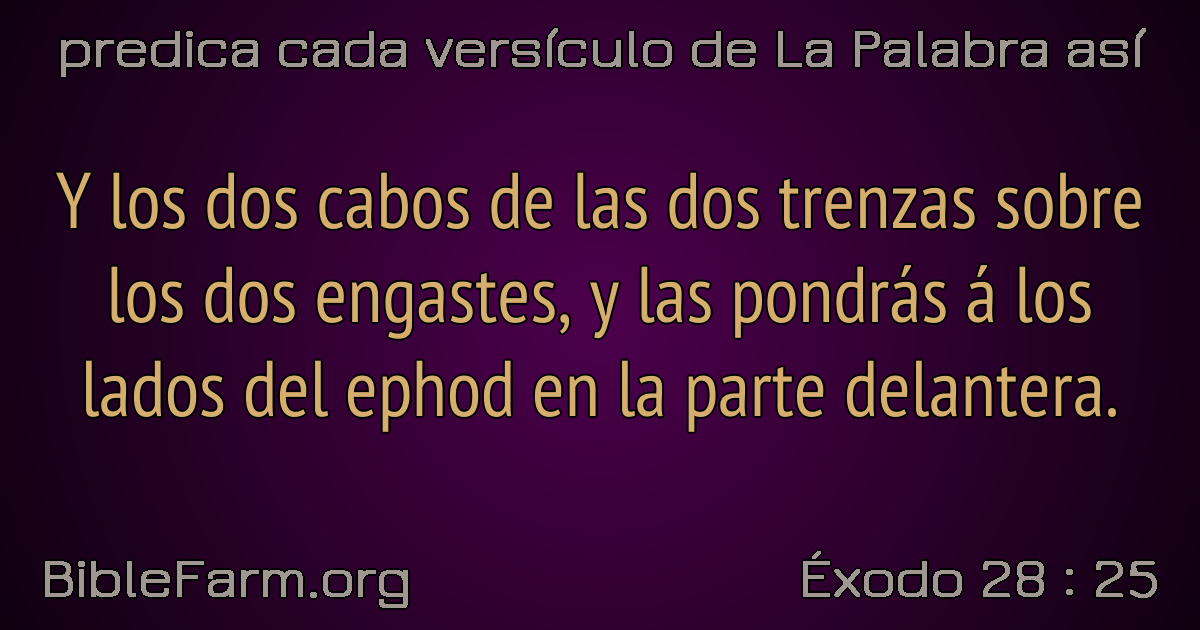 predica cada versículo de La Palabra así
Y los dos cabos de las dos trenzas sobre
los dos engastes, y las pondrás á los
lados del ephod en la parte delantera.
BibleFarm.org
Éxodo 28 : 25